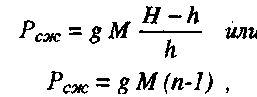 Pсж = g M (H – h)/h или
Pсж = g M (n-1) ,